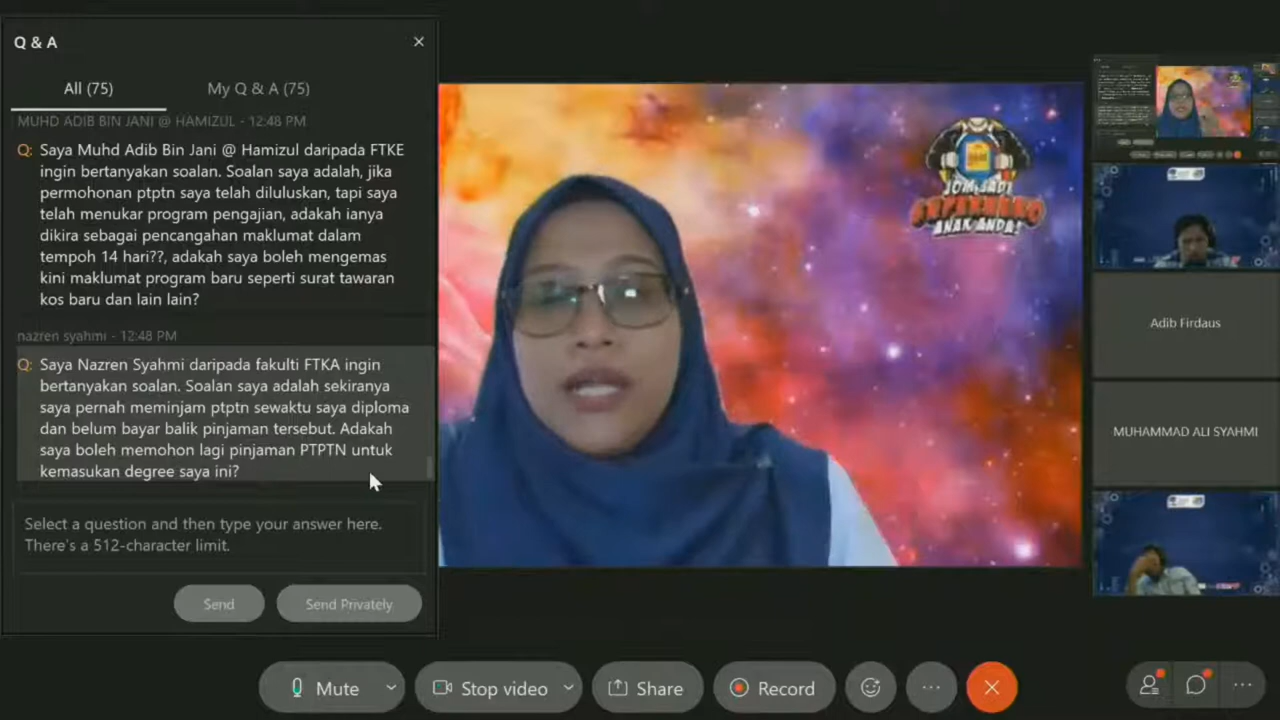 Q & A
All (75)
My Q & A (75)
MUHD ADIB BIN JANI @ HAMIZUL - 12:48 PM
Q: Saya Muhd Adib Bin Jani @ Hamizul daripada FTKE
ingin bertanyakan soalan. Soalan saya adalah, jika
permohonan ptptn saya telah diluluskan, tapi saya
telah menukar program pengajian, adakah ianya
dikira sebagai pencangahan maklumat dalam
tempoh 14 hari??, adakah saya boleh mengemas
kini maklumat program baru seperti surat tawaran
kos baru dan lain lain?
nazren syahmi - 12:48 PM
Q: Saya Nazren Syahmi daripada fakulti FTKA ingin
bertanyakan soalan. Soalan saya adalah sekiranya
saya pernah meminjam ptptn sewaktu saya diploma
dan belum bayar balik pinjaman tersebut. Adakah
saya boleh memohon lagi pinjaman PTPTN untuk
kemasukan degree saya ini?
Select a question and then type your answer here.
There's a 512-character limit.
Send
Send Privately
JOM JADI
SUPERHERO
ANAK ANDA!
Adib Firdaus
MUHAMMAD ALI SYAHMI
Mute
Stop video
Share
Record